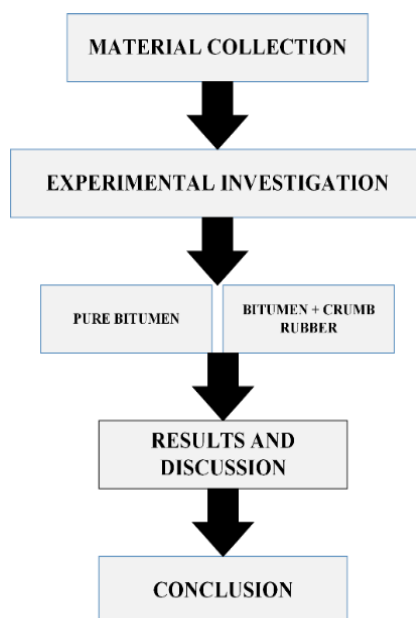 MATERIAL COLLECTION
EXPERIMENTAL INVESTIGATION
PURE BITUMEN
BITUMEN + CRUMB
RUBBER
RESULTS AND
DISCUSSION
CONCLUSION